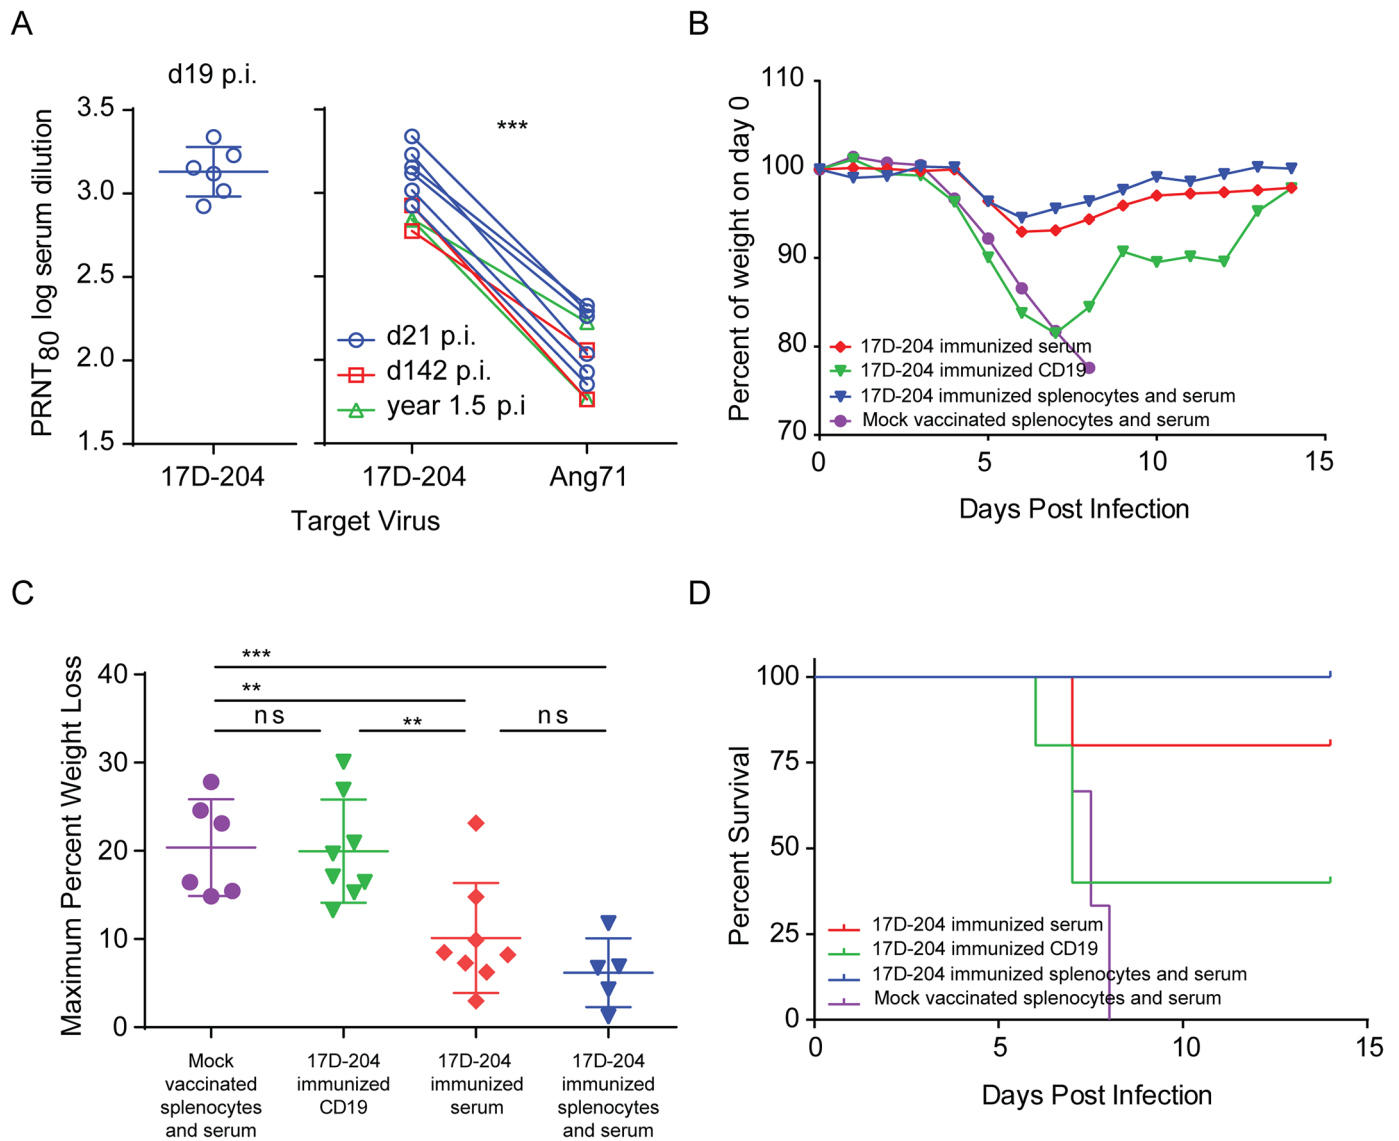 A
d19 p.i.
PRNT80 log serum dilution
3.5
3.0
2.5
2.0
1.5
***
d21 p.i.
d142 p.i.
year 1.5 p.i
17D-204
17D-204
Ang71
Target Virus
B
Percent of weight on day 0
110
100
90
80
70
17D-204 immunized serum
17D-204 immunized CD19
17D-204 immunized splenocytes and serum
Mock vaccinated splenocytes and serum
0
5
10
15
Days Post Infection
C
Maximum Percent Weight Loss
40
30
20
10
0
***
**
ns
**
ns
Mock
vaccinated
splenocytes
and serum
17D-204
immunized
CD19
17D-204
immunized
serum
17D-204
immunized
splenocytes
and serum
D
Percent Survival
100
75
50
25
0
17D-204 immunized serum
17D-204 immunized CD19
17D-204 immunized splenocytes and serum
Mock vaccinated splenocytes and serum
0
5
10
15
Days Post Infection